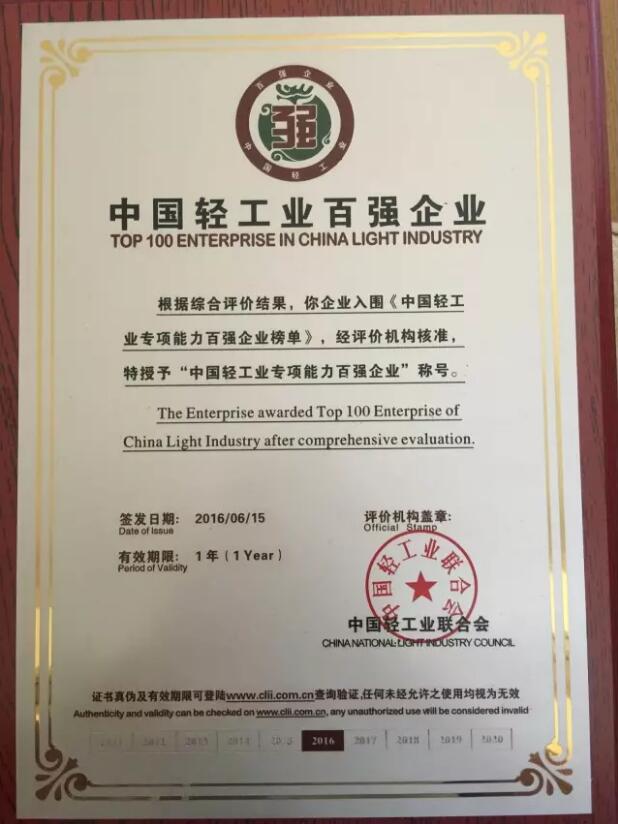 百强企业
强
中国轻工业
中国轻工业百强企业
TOP 100 ENTERPRISE IN CHINA LIGHT INDUSTRY
根据综合评价结果，你企业入围《中国轻工
业专项能力百强企业榜单》，经评价机构核准，
特授予“中国轻工业专项能力百强企业”称号。
The Enterprise awarded Top 100 Enterprise of
China Light Industry after comprehensive evaluation.
签发日期: 2016/06/15
Date of Issue
评价机构盖章:
Official Stamp
有效期限: 1年（1 Year）
Period of Validity
中国轻工业联合会
中国轻工业联合会
CHINA NATIONAL LIGHT INDUSTRY COUNCIL
证书真伪及有效期限可登陆www.clii.com.cn查询验证,任何未经允许之使用均视为无效
Authenticity and validity can be checked on www.clii.com.cn, any unauthorized use will be considered invalid
2012 2013 2014 2015 2016 2017 2018 2019 2020